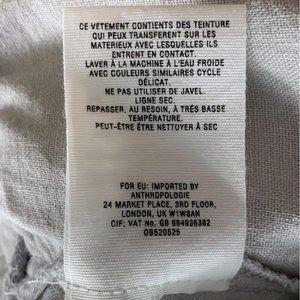 CE VETEMENT CONTIENTS DES TEINTURE
QUI PEUX TRANSFERENT SUR LES
MATERIEUX AVEC LESQUELLES ILS
ENTRENT EN CONTACT.
LAVER À LA MACHINE À L'EAU FROIDE
AVEC COULEURS SIMILAIRES CYCLE
DÉLICAT.
NE PAS UTILISER DE JAVEL.
LIGNE SEC.
REPASSER, AU BESOIN, À TRÈS BASSE
TEMPÉRATURE.
PEUT-ÊTRE ÊTRE NETTOYER À SEC
FOR EU: IMPORTED BY
ANTHROPOLOGIE
24 MARKET PLACE, 3RD FLOOR,
LONDON, UK W1W8AN
CIF: VAT No: GB 684936382
OB520525